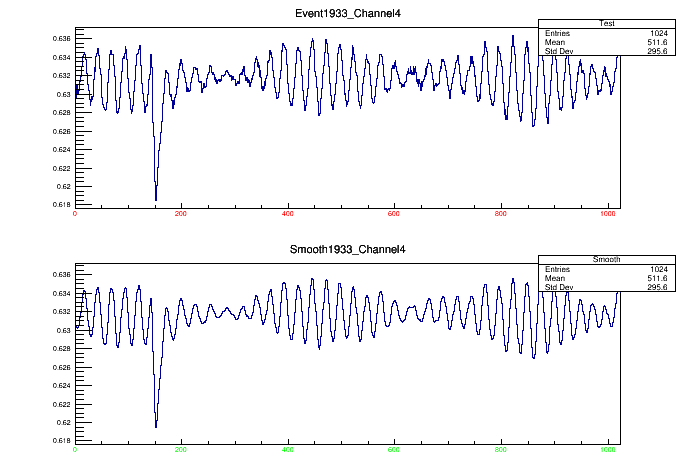 Event1933_Channel4
Test
Entries 1024
Mean 511.6
Std Dev 295.6
0.636
0.634
0.632
0.63
0.628
0.626
0.624
0.622
0.62
0.618
0 200 400 600 800 1000
Smooth1933_Channel4
Smooth
Entries 1024
Mean 511.6
Std Dev 295.6
0.636
0.634
0.632
0.63
0.628
0.626
0.624
0.622
0.62
0.618
0 200 400 600 800 1000